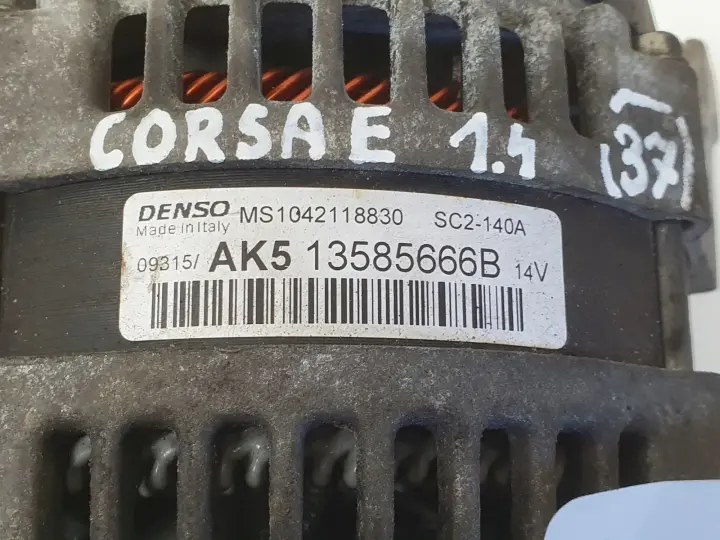 CORSA E 1.4 (37)
DENSO MS1042118830 SC2-140A
Made in Italy
09315/ AK5 13585666B 14V